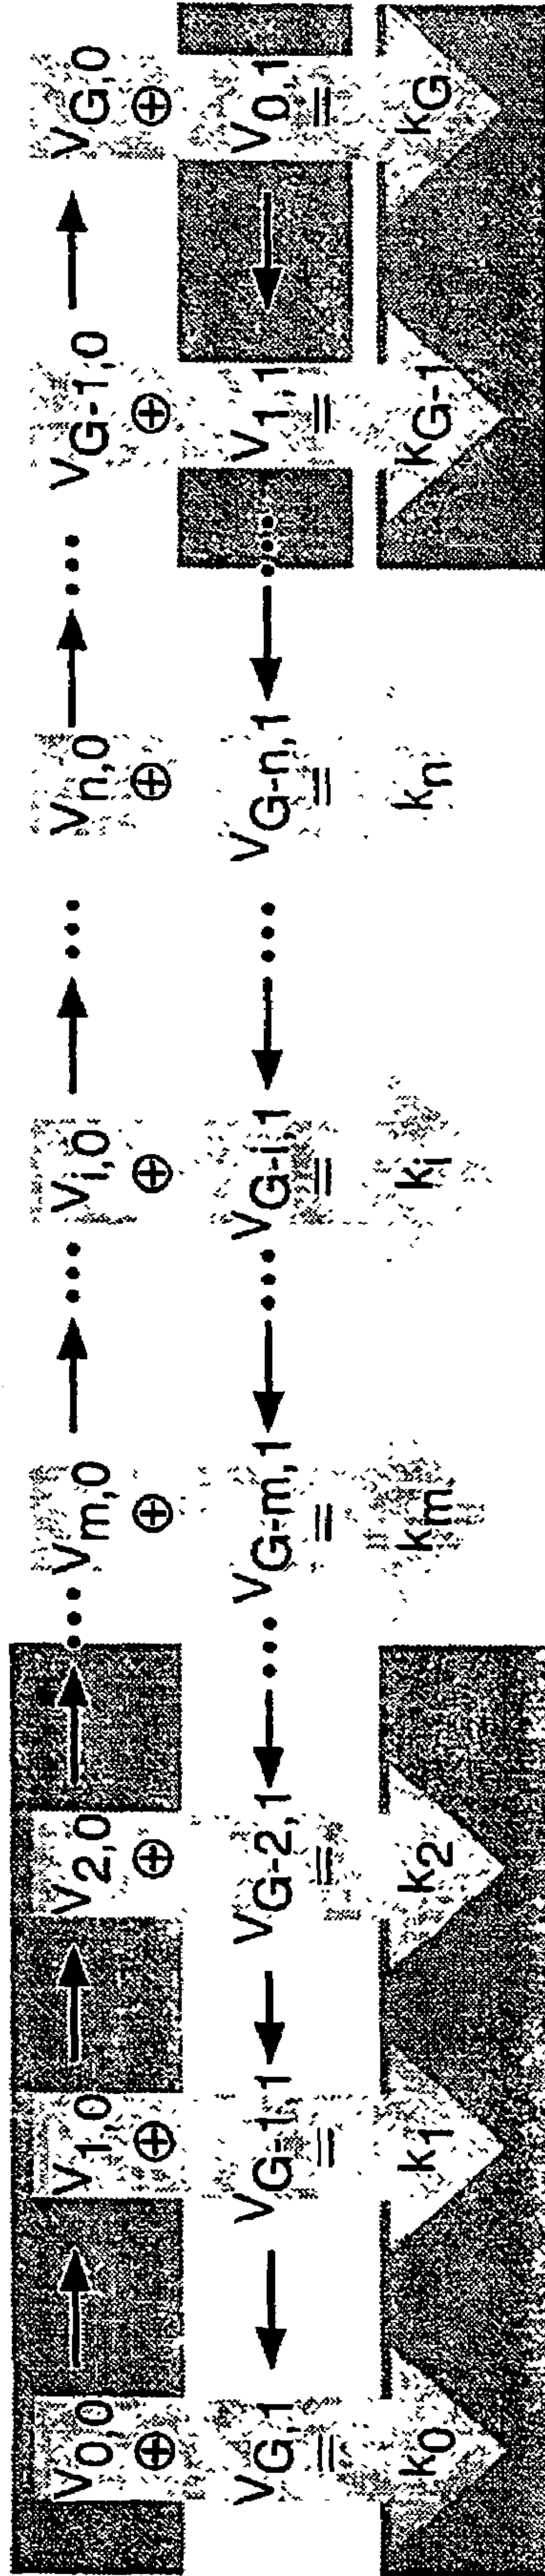 v0,0 → v1,0 → v2,0 → ... vm,0 → ... vi,0 → ... vn,0 → ... vG-1,0 → vG,0
⊕ ⊕ ⊕ ⊕ ⊕ ⊕ ⊕ ⊕
vG,1 ← vG-1,1 ← vG-2,1 ← ... vG-m,1 ← ... vG-i,1 ← ... vG-n,1 ← ... v1,1 ← v0,1
= = = = = = = =
k0 k1 k2 km ki kn kG-1 kG